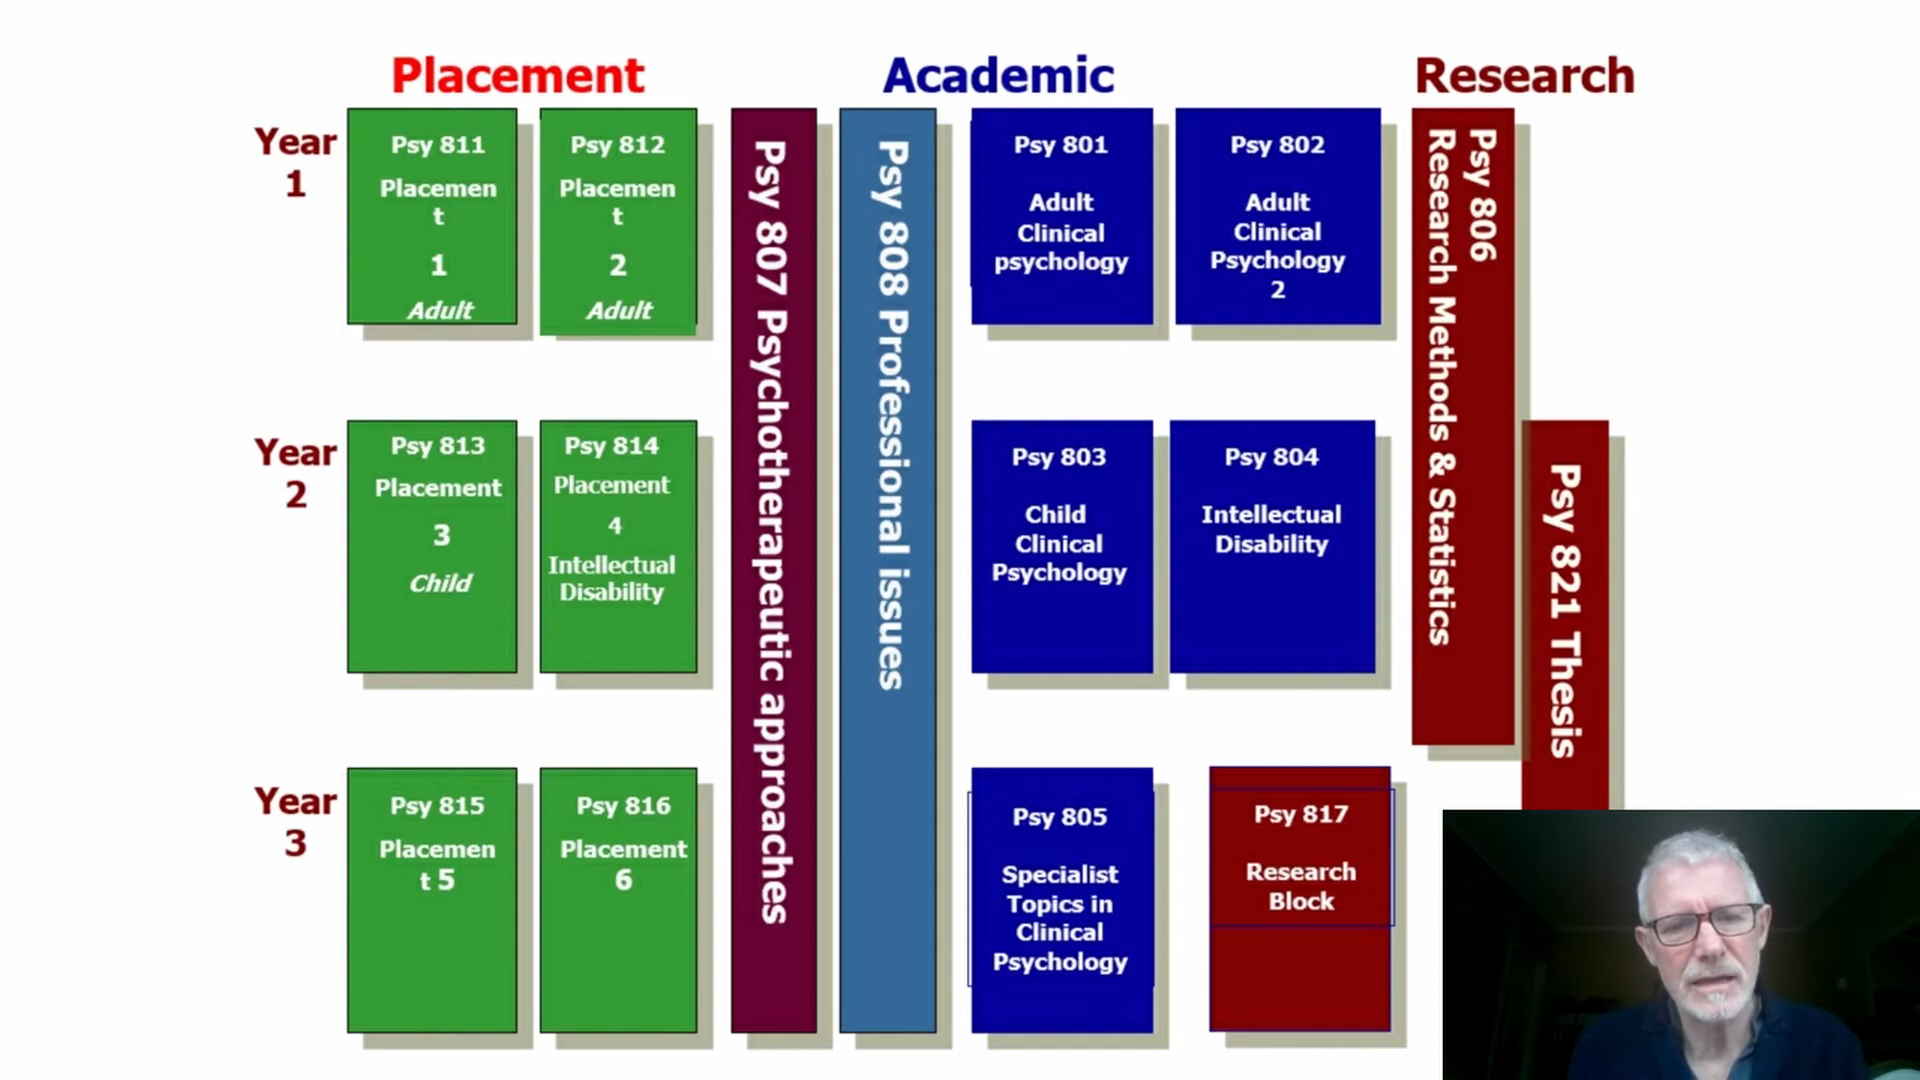 Placement
Academic
Research
Year
1
Psy 811
Placemen
t
1
Adult
Psy 812
Placemen
t
2
Adult
Psy 807 Psychotherapeutic approaches
Psy 808 Professional issues
Psy 801
Adult
Clinical
psychology
Psy 802
Adult
Clinical
Psychology
2
Psy 806
Research Methods & Statistics
Year
2
Psy 813
Placement
3
Child
Psy 814
Placement
4
Intellectual
Disability
Psy 803
Child
Clinical
Psychology
Psy 804
Intellectual
Disability
Psy 821 Thesis
Year
3
Psy 815
Placemen
t 5
Psy 816
Placement
6
Psy 805
Specialist
Topics in
Clinical
Psychology
Psy 817
Research
Block